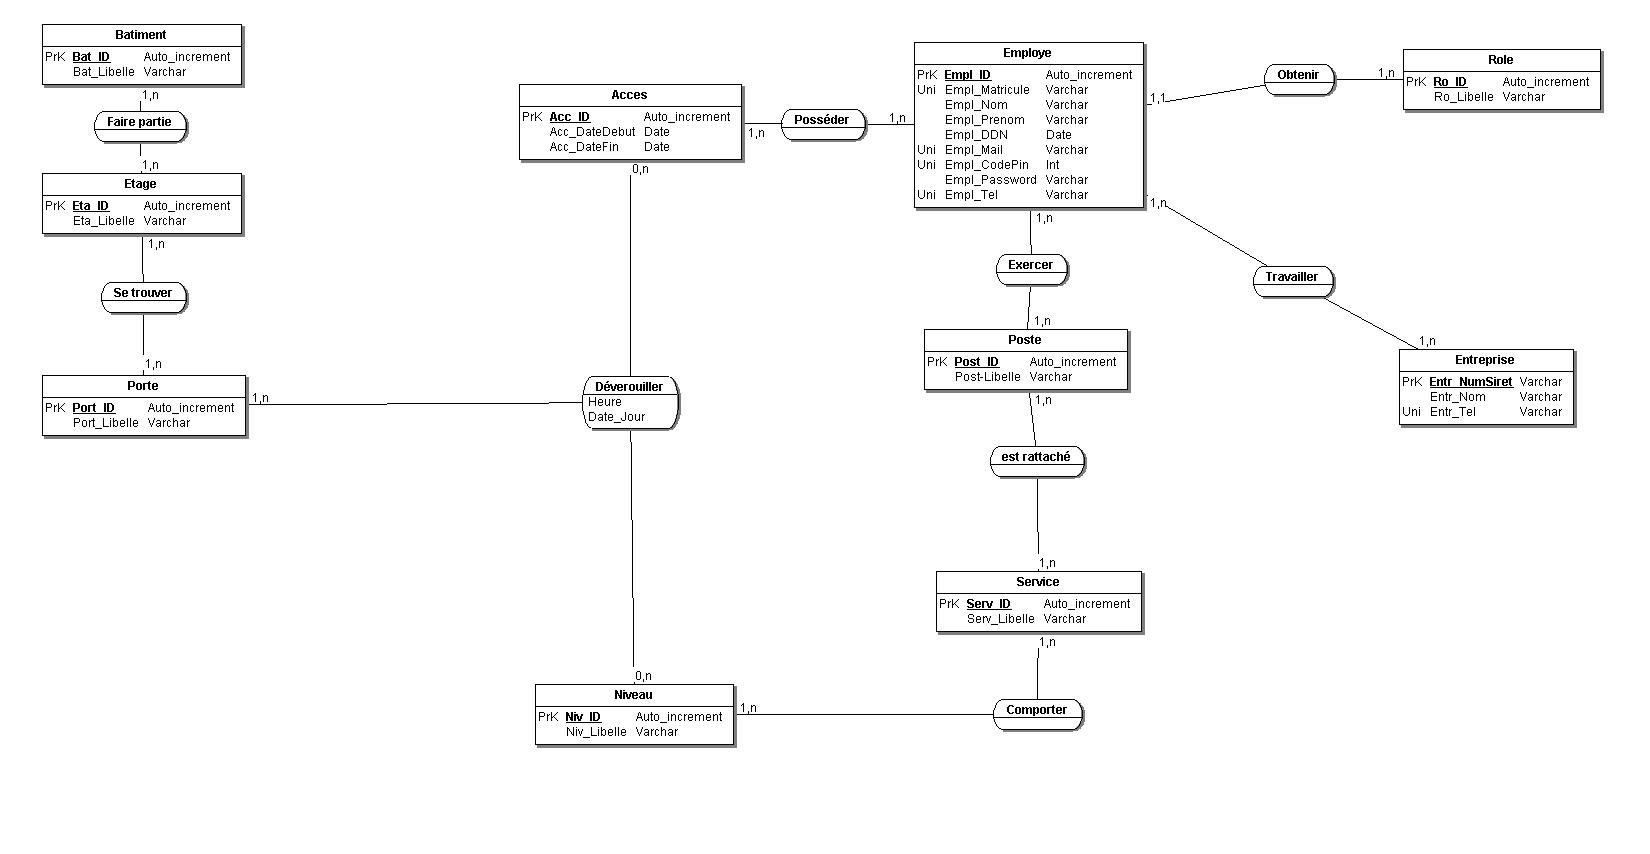 Batiment
PrK Bat_ID Auto_increment
Bat_Libelle Varchar
1,n
Faire partie
1,n
Etage
PrK Eta_ID Auto_increment
Eta_Libelle Varchar
1,n
Se trouver
1,n
Porte
PrK Port_ID Auto_increment
Port_Libelle Varchar
1,n
Acces
PrK Acc_ID Auto_increment
Acc_DateDebut Date
Acc_DateFin Date
1,n
0,n
Posséder
1,n
Déverouiller
Heure
Date_Jour
0,n
Niveau
PrK Niv_ID Auto_increment
Niv_Libelle Varchar
1,n
Employe
PrK Empl_ID Auto_increment
Uni Empl_Matricule Varchar
Empl_Nom Varchar
Empl_Prenom Varchar
Empl_DDN Date
Uni Empl_Mail Varchar
Uni Empl_CodePin Int
Empl_Password Varchar
Uni Empl_Tel Varchar
1,1
1,n
1,n
Exercer
1,n
Poste
PrK Post_ID Auto_increment
Post-Libelle Varchar
1,n
est rattaché
1,n
Service
PrK Serv_ID Auto_increment
Serv_Libelle Varchar
1,n
Comporter
Obtenir
1,n
Role
PrK Ro_ID Auto_increment
Ro_Libelle Varchar
Travailler
1,n
Entreprise
PrK Entr_NumSiret Varchar
Entr_Nom Varchar
Uni Entr_Tel Varchar